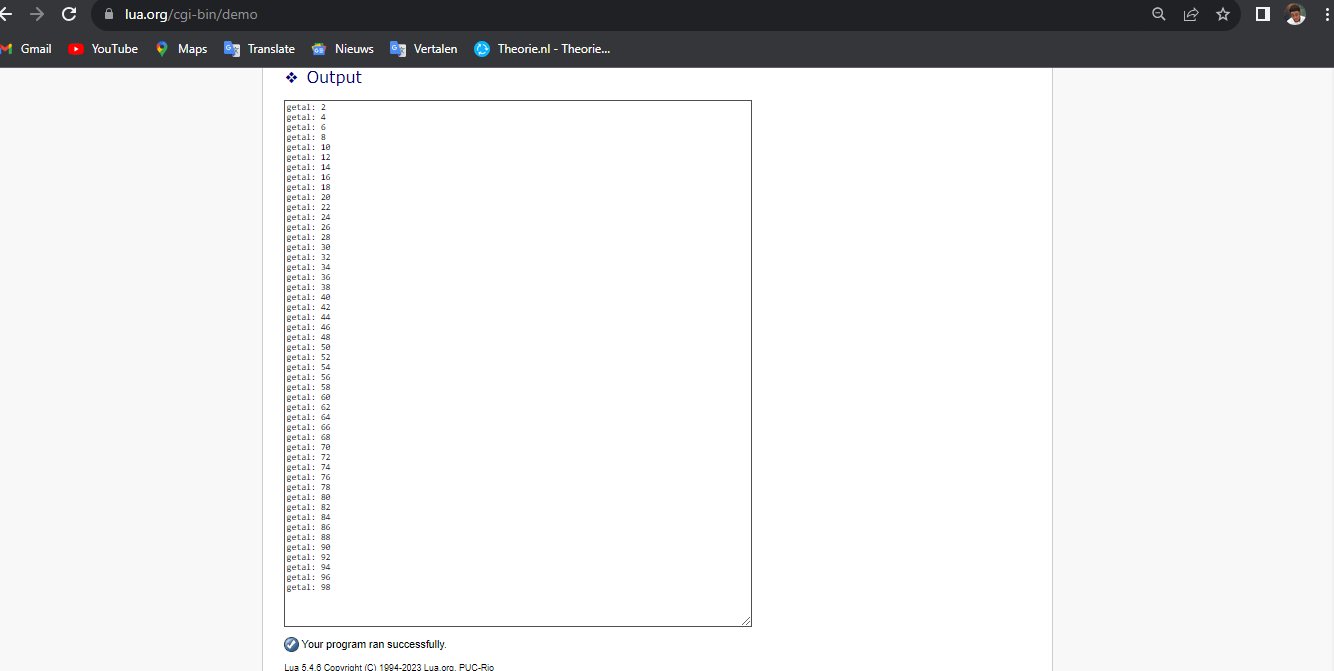 lua.org/cgi-bin/demo
Gmail YouTube Maps Translate Nieuws Vertalen Theorie.nl - Theorie...
❖ Output
getal: 2
getal: 4
getal: 6
getal: 8
getal: 10
getal: 12
getal: 14
getal: 16
getal: 18
getal: 20
getal: 22
getal: 24
getal: 26
getal: 28
getal: 30
getal: 32
getal: 34
getal: 36
getal: 38
getal: 40
getal: 42
getal: 44
getal: 46
getal: 48
getal: 50
getal: 52
getal: 54
getal: 56
getal: 58
getal: 60
getal: 62
getal: 64
getal: 66
getal: 68
getal: 70
getal: 72
getal: 74
getal: 76
getal: 78
getal: 80
getal: 82
getal: 84
getal: 86
getal: 88
getal: 90
getal: 92
getal: 94
getal: 96
getal: 98
Your program ran successfully.
Lua 5.4.6 Copyright (C) 1994-2023 Lua.org, PUC-Rio